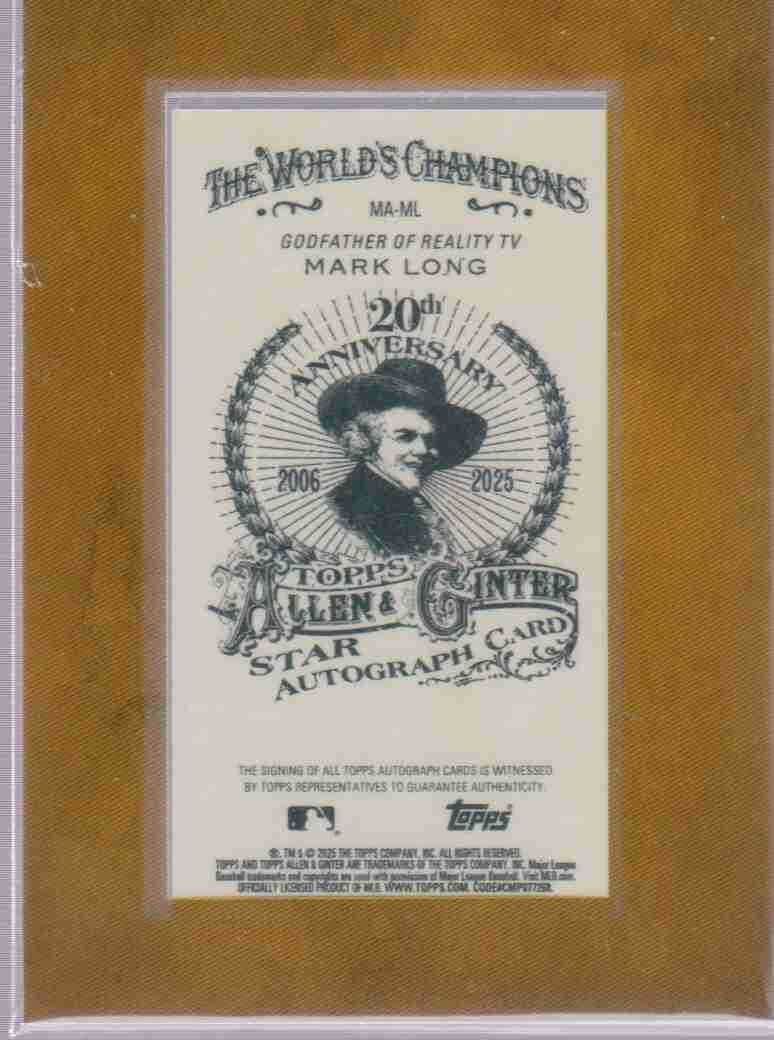 THE WORLD'S CHAMPIONS
MA-ML
GODFATHER OF REALITY TV
MARK LONG
20th
ANNIVERSARY
2006 2025
TOPPS
ALLEN & GINTER
STAR
AUTOGRAPH CARD
THE SIGNING OF ALL TOPPS AUTOGRAPH CARDS IS WITNESSED
BY TOPPS REPRESENTATIVES TO GUARANTEE AUTHENTICITY.
topps®
®, TM & © 2025 THE TOPPS COMPANY, INC. ALL RIGHTS RESERVED.
TOPPS AND TOPPS ALLEN & GINTER ARE TRADEMARKS OF THE TOPPS COMPANY, INC. Major League
Baseball trademarks and copyrights are used with permission of Major League Baseball. Visit MLB.com.
OFFICIALLY LICENSED PRODUCT OF MLB. WWW.TOPPS.COM.